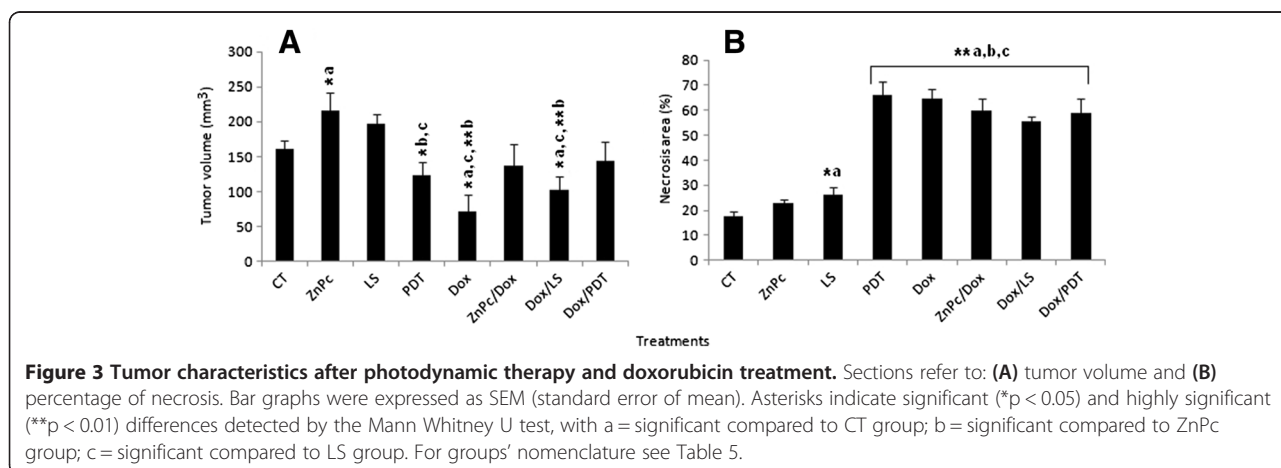 A
Tumor volume (mm³)
300
250
200
150
100
50
0
*a
*b,c
*a,c,**b
*a,c,**b
CT
ZnPc
LS
PDT
Dox
ZnPc/Dox
Dox/LS
Dox/PDT
B
Necrosis area (%)
80
70
60
50
40
30
20
10
0
*a
**a,b,c
CT
ZnPc
LS
PDT
Dox
ZnPc/Dox
Dox/LS
Dox/PDT
Treatments
Figure 3 Tumor characteristics after photodynamic therapy and doxorubicin treatment. Sections refer to: (A) tumor volume and (B)
percentage of necrosis. Bar graphs were expressed as SEM (standard error of mean). Asterisks indicate significant (*p < 0.05) and highly significant
(**p < 0.01) differences detected by the Mann Whitney U test, with a = significant compared to CT group; b = significant compared to ZnPc
group; c = significant compared to LS group. For groups’ nomenclature see Table 5.